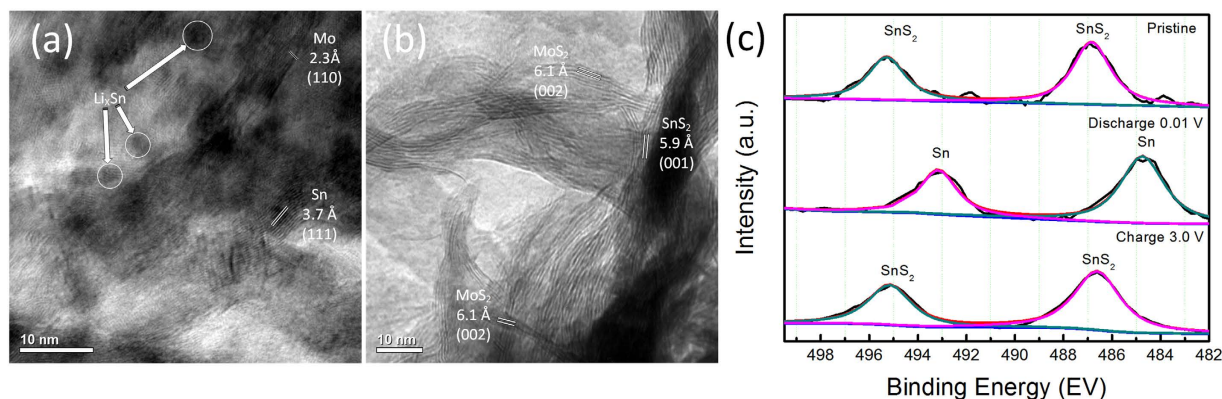 (a)
Mo
2.3Å
(110)
LiₓSn
Sn
3.7 Å
(111)
10 nm
(b)
MoS₂
6.1 Å
(002)
SnS₂
5.9 Å
(001)
MoS₂
6.1 Å
(002)
10 nm
(c)
Intensity (a.u.)
SnS₂ SnS₂ Pristine
Discharge 0.01 V
Sn Sn
Charge 3.0 V
SnS₂ SnS₂
498 496 494 492 490 488 486 484 482
Binding Energy (EV)